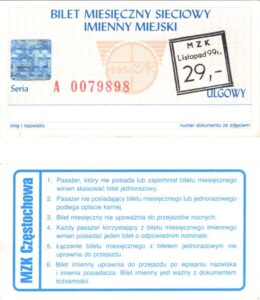 BILET MIESIĘCZNY SIECIOWY
IMIENNY MIEJSKI
MZK
Listopad 99r.
29,-
mzk
Seria A 0079898
ULGOWY
imię i nazwisko
numer dokumentu ze zdjęciem
MZK Częstochowa
1. Pasażer, który nie posiada lub zapomniał biletu miesięcznego
winien skasować bilet jednorazowy.
2. Pasażer nie posiadający biletu miesięcznego lub jednorazowego
podlega opłacie karnej.
3. Bilet miesięczny nie upoważnia do przejazdów nocnych.
4. Każdy pasażer korzystający z biletu miesięcznego imiennego
winien posiadać jeden bilet o odpowiednim nominale.
5. Łączenie biletu miesięcznego z biletem jednorazowym nie
uprawnia do przejazdu.
6. Bilet imienny uprawnia do przejazdu po wpisaniu nazwiska
i imienia posiadacza. Bilet imienny jest ważny z dokumentem
tożsamości.